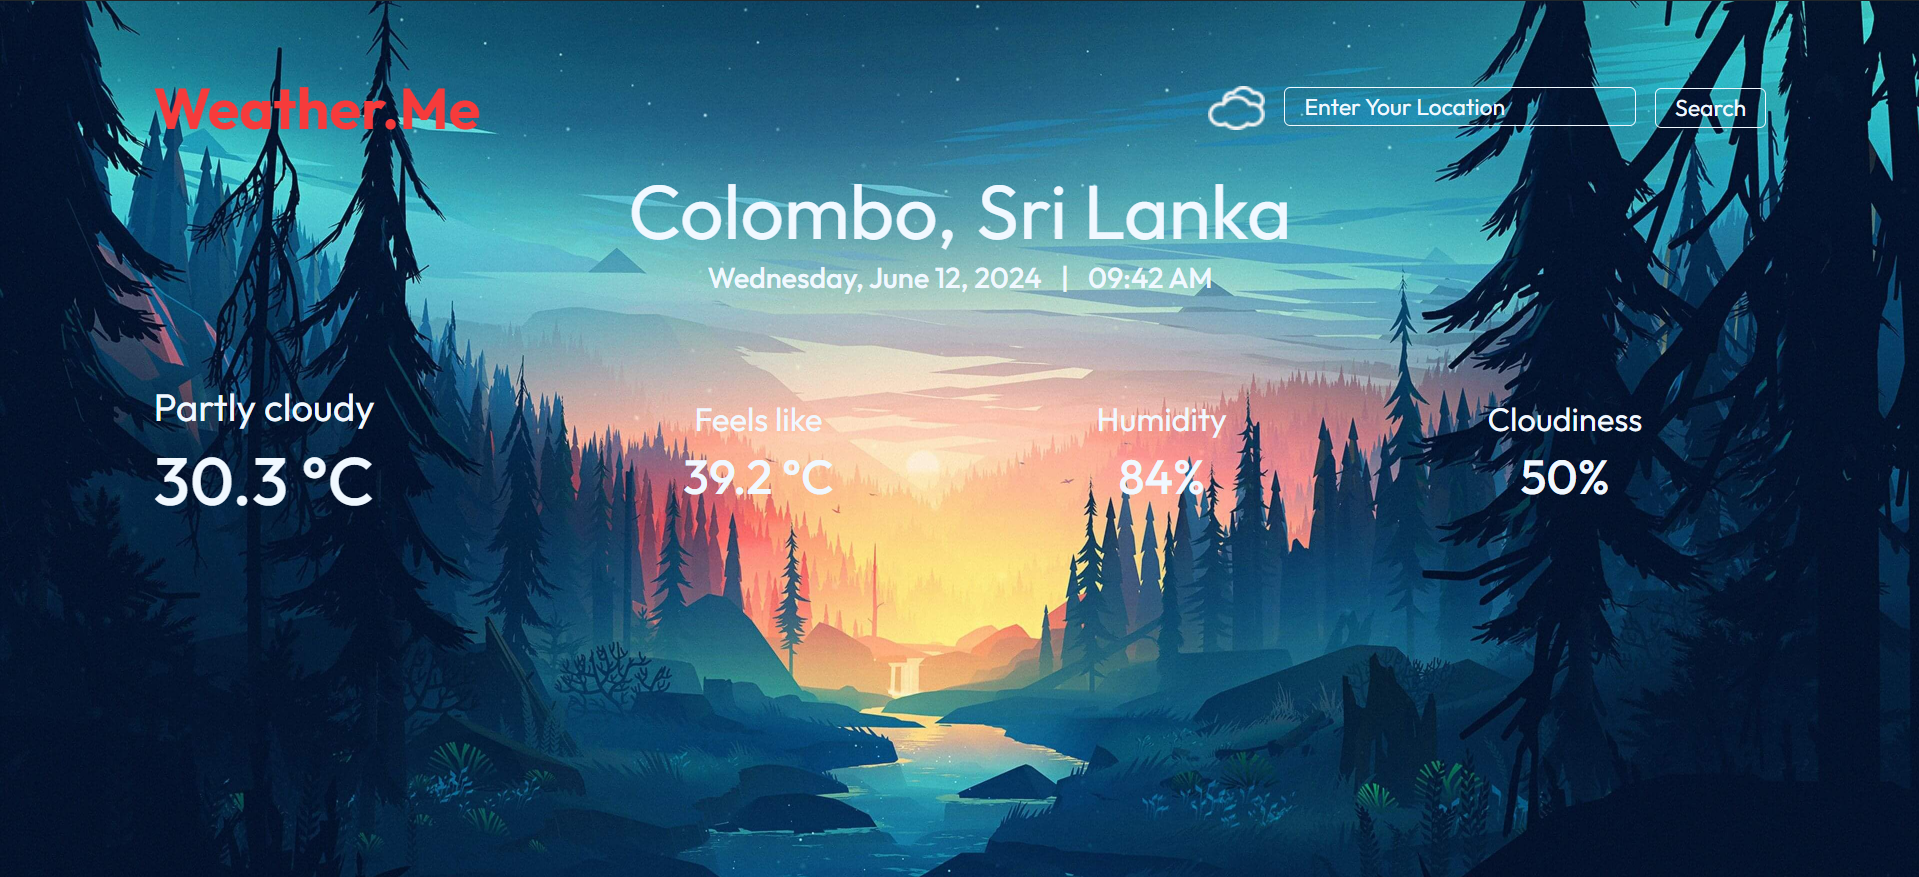 Weather.Me
Enter Your Location
Search
Colombo, Sri Lanka
Wednesday, June 12, 2024 | 09:42 AM
Partly cloudy
30.3 °C
Feels like
39.2 °C
Humidity
84%
Cloudiness
50%